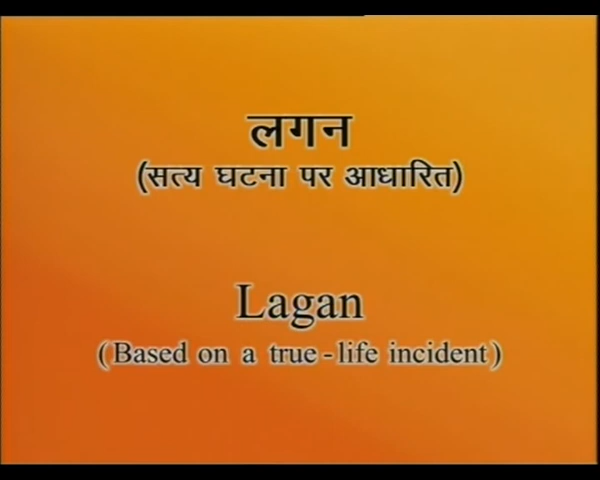 लगन
(सत्य घटना पर आधारित)
Lagan
(Based on a true-life incident)